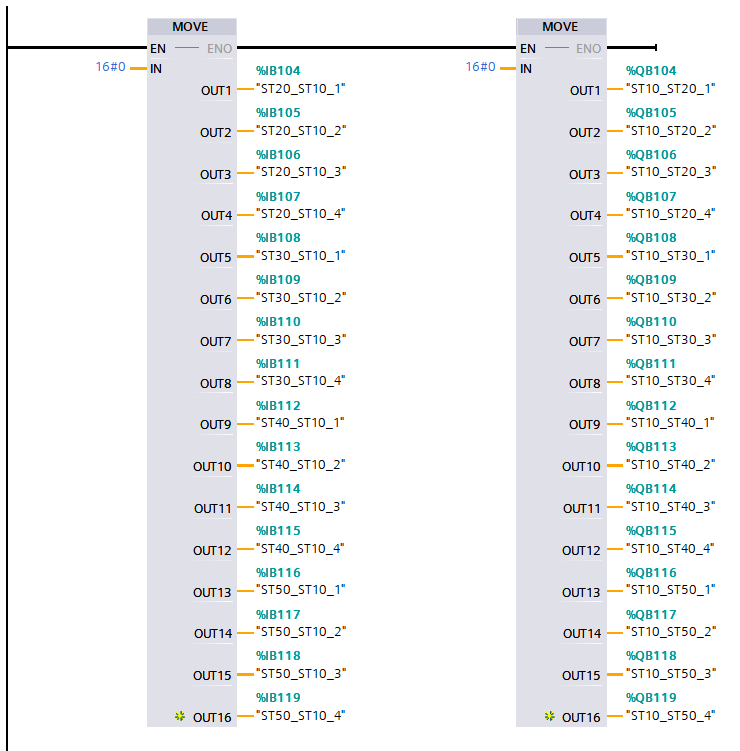 MOVE
EN ENO
16#0 IN
%IB104
OUT1 "ST20_ST10_1"
%IB105
OUT2 "ST20_ST10_2"
%IB106
OUT3 "ST20_ST10_3"
%IB107
OUT4 "ST20_ST10_4"
%IB108
OUT5 "ST30_ST10_1"
%IB109
OUT6 "ST30_ST10_2"
%IB110
OUT7 "ST30_ST10_3"
%IB111
OUT8 "ST30_ST10_4"
%IB112
OUT9 "ST40_ST10_1"
%IB113
OUT10 "ST40_ST10_2"
%IB114
OUT11 "ST40_ST10_3"
%IB115
OUT12 "ST40_ST10_4"
%IB116
OUT13 "ST50_ST10_1"
%IB117
OUT14 "ST50_ST10_2"
%IB118
OUT15 "ST50_ST10_3"
%IB119
OUT16 "ST50_ST10_4"
MOVE
EN ENO
16#0 IN
%QB104
OUT1 "ST10_ST20_1"
%QB105
OUT2 "ST10_ST20_2"
%QB106
OUT3 "ST10_ST20_3"
%QB107
OUT4 "ST10_ST20_4"
%QB108
OUT5 "ST10_ST30_1"
%QB109
OUT6 "ST10_ST30_2"
%QB110
OUT7 "ST10_ST30_3"
%QB111
OUT8 "ST10_ST30_4"
%QB112
OUT9 "ST10_ST40_1"
%QB113
OUT10 "ST10_ST40_2"
%QB114
OUT11 "ST10_ST40_3"
%QB115
OUT12 "ST10_ST40_4"
%QB116
OUT13 "ST10_ST50_1"
%QB117
OUT14 "ST10_ST50_2"
%QB118
OUT15 "ST10_ST50_3"
%QB119
OUT16 "ST10_ST50_4"